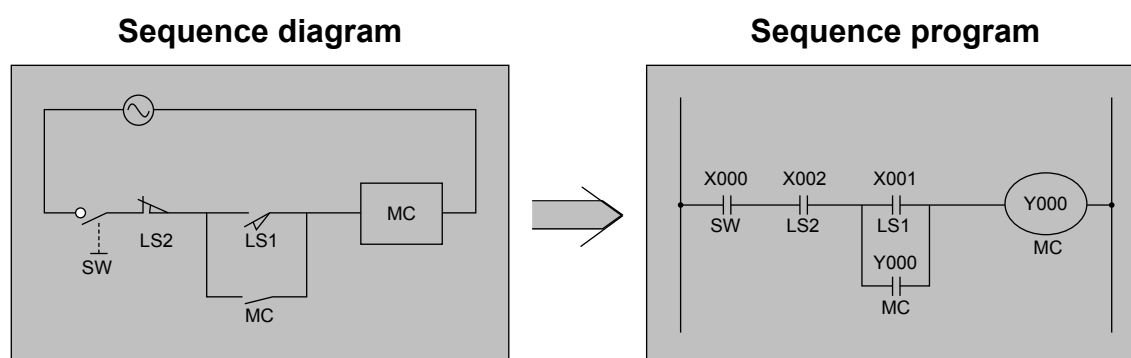 Sequence diagram
Sequence program
MC
LS2
LS1
SW
MC
X000
X002
X001
Y000
SW
LS2
LS1
MC
Y000
MC